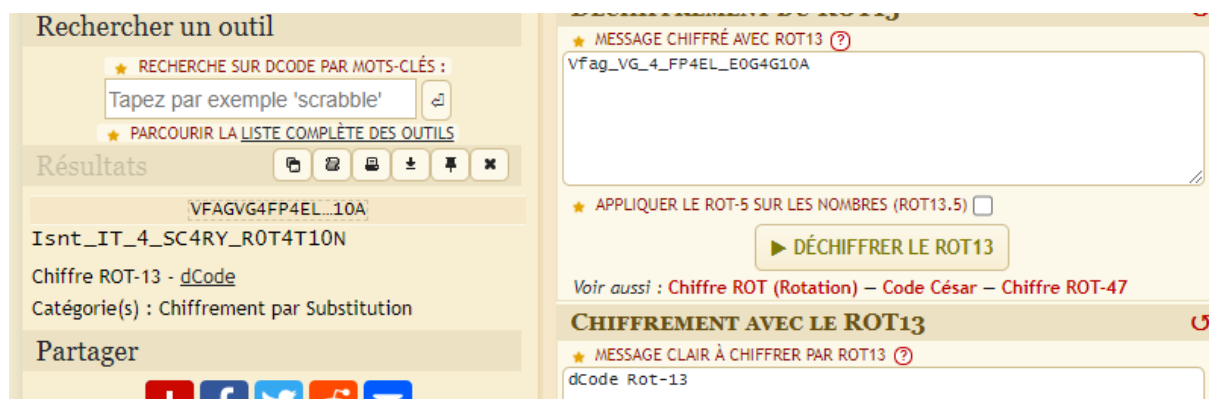 Rechercher un outil
★ RECHERCHE SUR DCODE PAR MOTS-CLÉS :
Tapez par exemple 'scrabble'
★ PARCOURIR LA LISTE COMPLÈTE DES OUTILS
Résultats
VFAGVG4FP4EL…10A
Isnt_IT_4_SC4RY_R0T4T10N
Chiffre ROT-13 - dCode
Catégorie(s) : Chiffrement par Substitution
Partager
DÉCHIFFREMENT DU ROT13
★ MESSAGE CHIFFRÉ AVEC ROT13 ?
Vfag_VG_4_FP4EL_E0G4G10A
★ APPLIQUER LE ROT-5 SUR LES NOMBRES (ROT13.5)
▶ DÉCHIFFRER LE ROT13
Voir aussi : Chiffre ROT (Rotation) — Code César — Chiffre ROT-47
CHIFFREMENT AVEC LE ROT13
★ MESSAGE CLAIR À CHIFFRER PAR ROT13 ?
dCode Rot-13